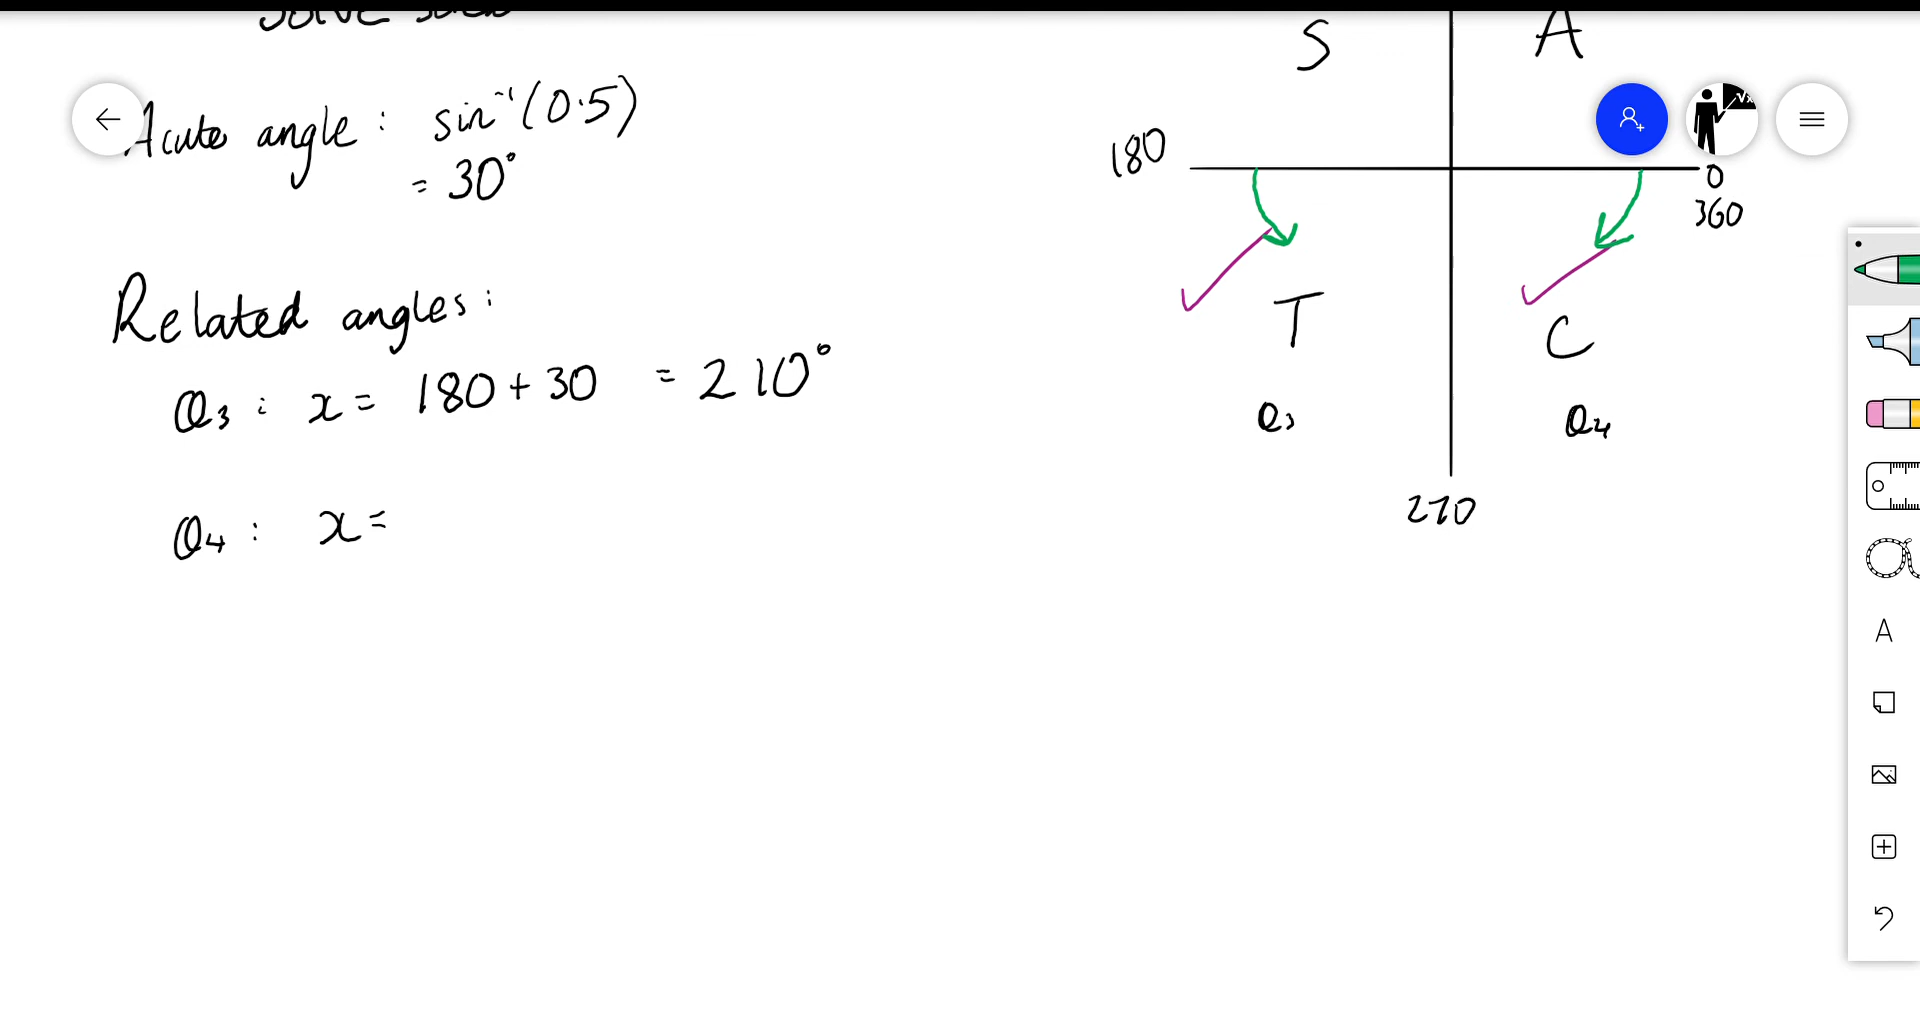 Acute angle : sin⁻¹(0.5)
= 30°
Related angles :
Q3 : x = 180 + 30 = 210°
Q4 : x =
S A
180
0
360
T C
Q3 Q4
270
√x
A